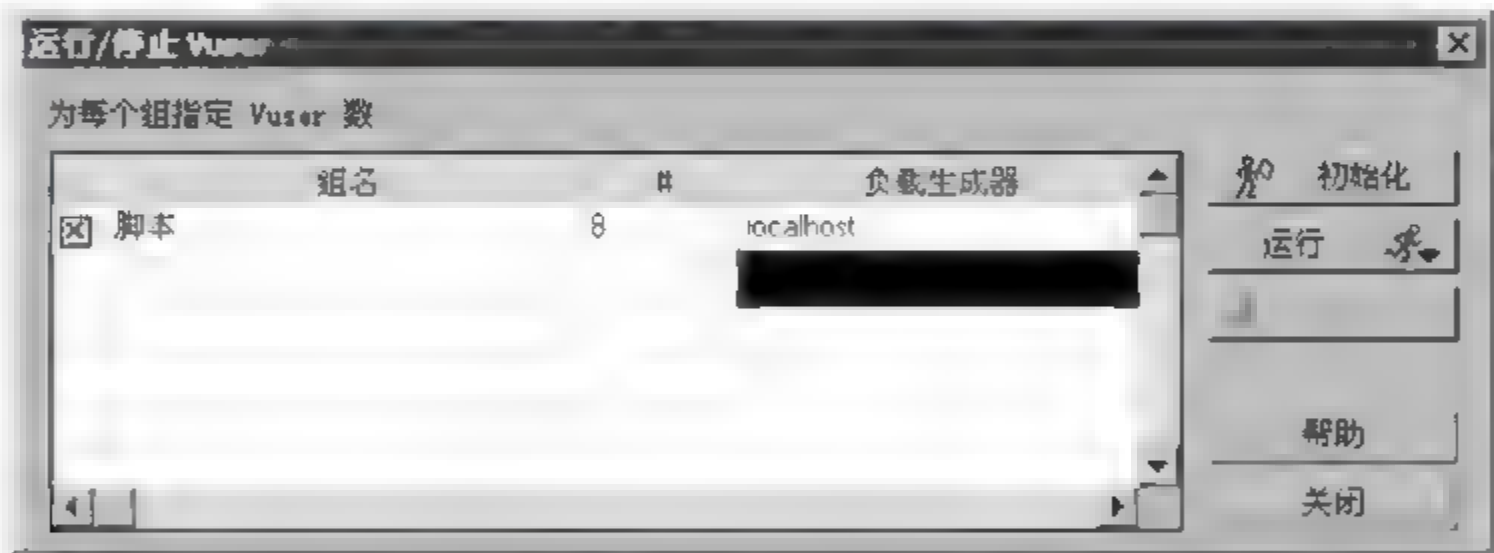 运行/停止 Vuser
为每个组指定 Vuser 数
组名 # 负载生成器
脚本 8 localhost
初始化
运行
帮助
关闭